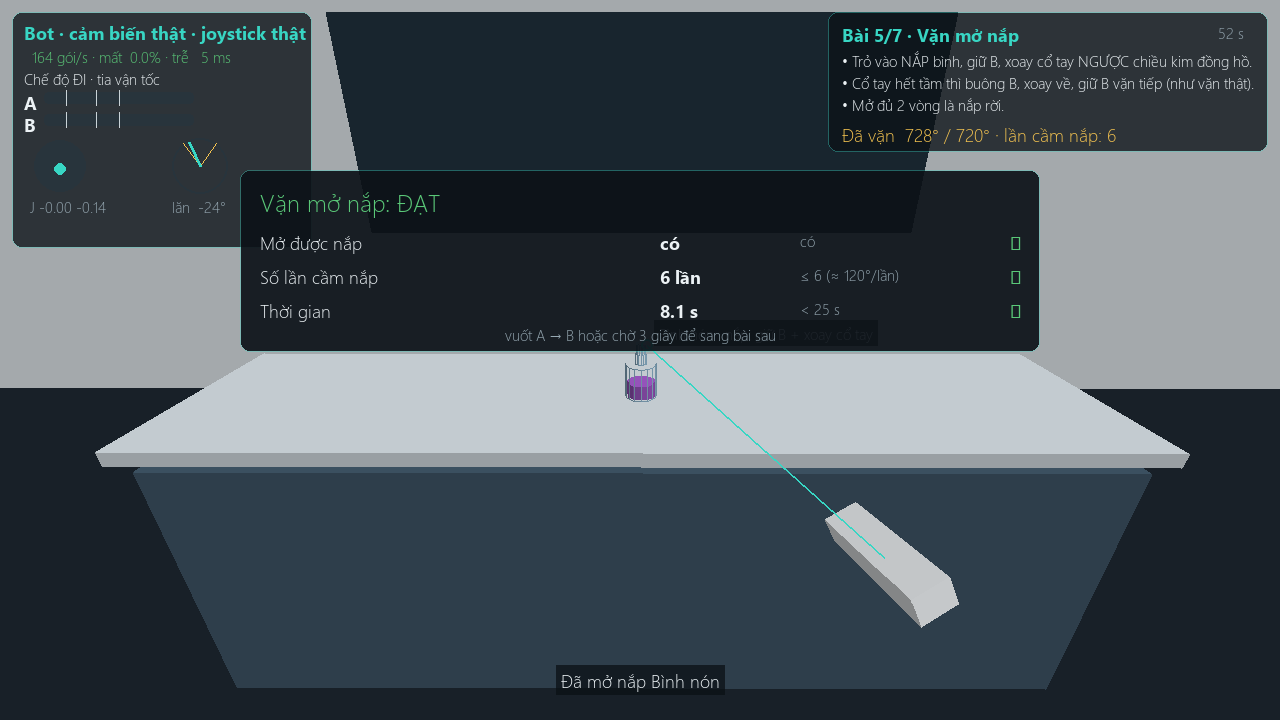 Bot · cảm biến thật · joystick thật
164 gói/s · mất 0.0% · trễ 5 ms
Chế độ ĐI · tia vận tốc
A
B
J -0.00 -0.14
lăn -24°
Bài 5/7 · Vặn mở nắp
52 s
• Trỏ vào NẮP bình, giữ B, xoay cổ tay NGƯỢC chiều kim đồng hồ.
• Cổ tay hết tầm thì buông B, xoay về, giữ B vặn tiếp (như vặn thật).
• Mở đủ 2 vòng là nắp rời.
Đã vặn 728° / 720° · lần cầm nắp: 6
Vặn mở nắp: ĐẠT
Mở được nắp có có
Số lần cầm nắp 6 lần ≤ 6 (≈ 120°/lần)
Thời gian 8.1 s < 25 s
vuốt A → B hoặc chờ 3 giây để sang bài sau
B - xoay cổ tay
Đã mở nắp Bình nón